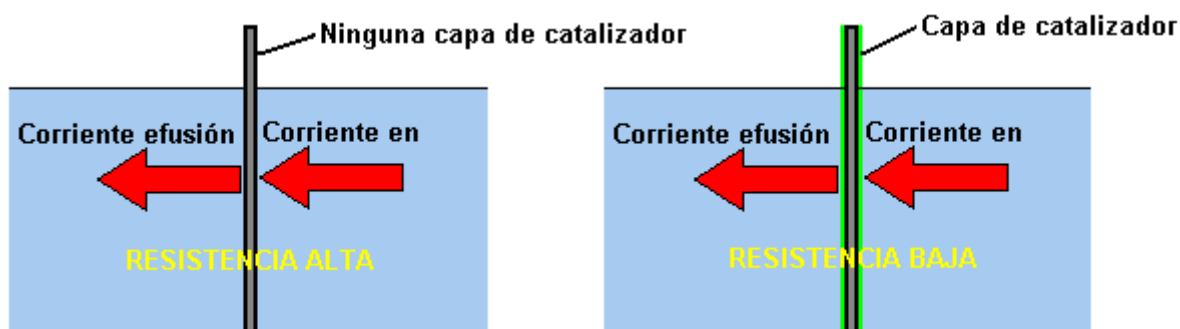 Ninguna capa de catalizador
Corriente efusión
Corriente en
RESISTENCIA ALTA
Capa de catalizador
Corriente efusión
Corriente en
RESISTENCIA BAJA